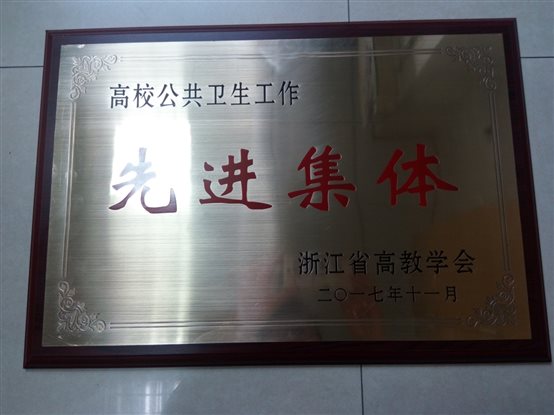 高校公共卫生工作
先进集体
浙江省高教学会
二〇一七年十一月